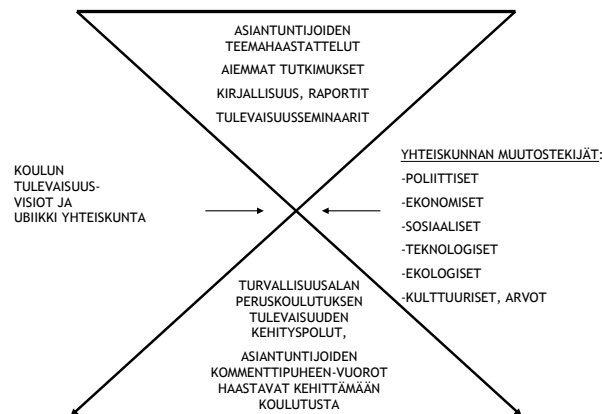 ASIANTUNTIJOIDEN
TEEMAHAASTATTELUT
AIEMMAT TUTKIMUKSET
KIRJALLISUUS, RAPORTIT
TULEVAISUUSSEMINAARIT
KOULUN
TULEVAISUUS-
VISIOT JA
UBIIKKI YHTEISKUNTA
YHTEISKUNNAN MUUTOSTEKIJÄT:
-POLIITTISET
-EKONOMISET
-SOSIAALISET
-TEKNOLOGISET
-EKOLOGISET
-KULTTUURISET, ARVOT
TURVALLISUUSALAN
PERUSKOULUTUKSEN
TULEVAISUUDEN
KEHITYSPOLUT,
ASIANTUNTIJOIDEN
KOMMENTTIPUHEEN-VUOROT
HAASTAVAT KEHITTÄMÄÄN
KOULUTUSTA